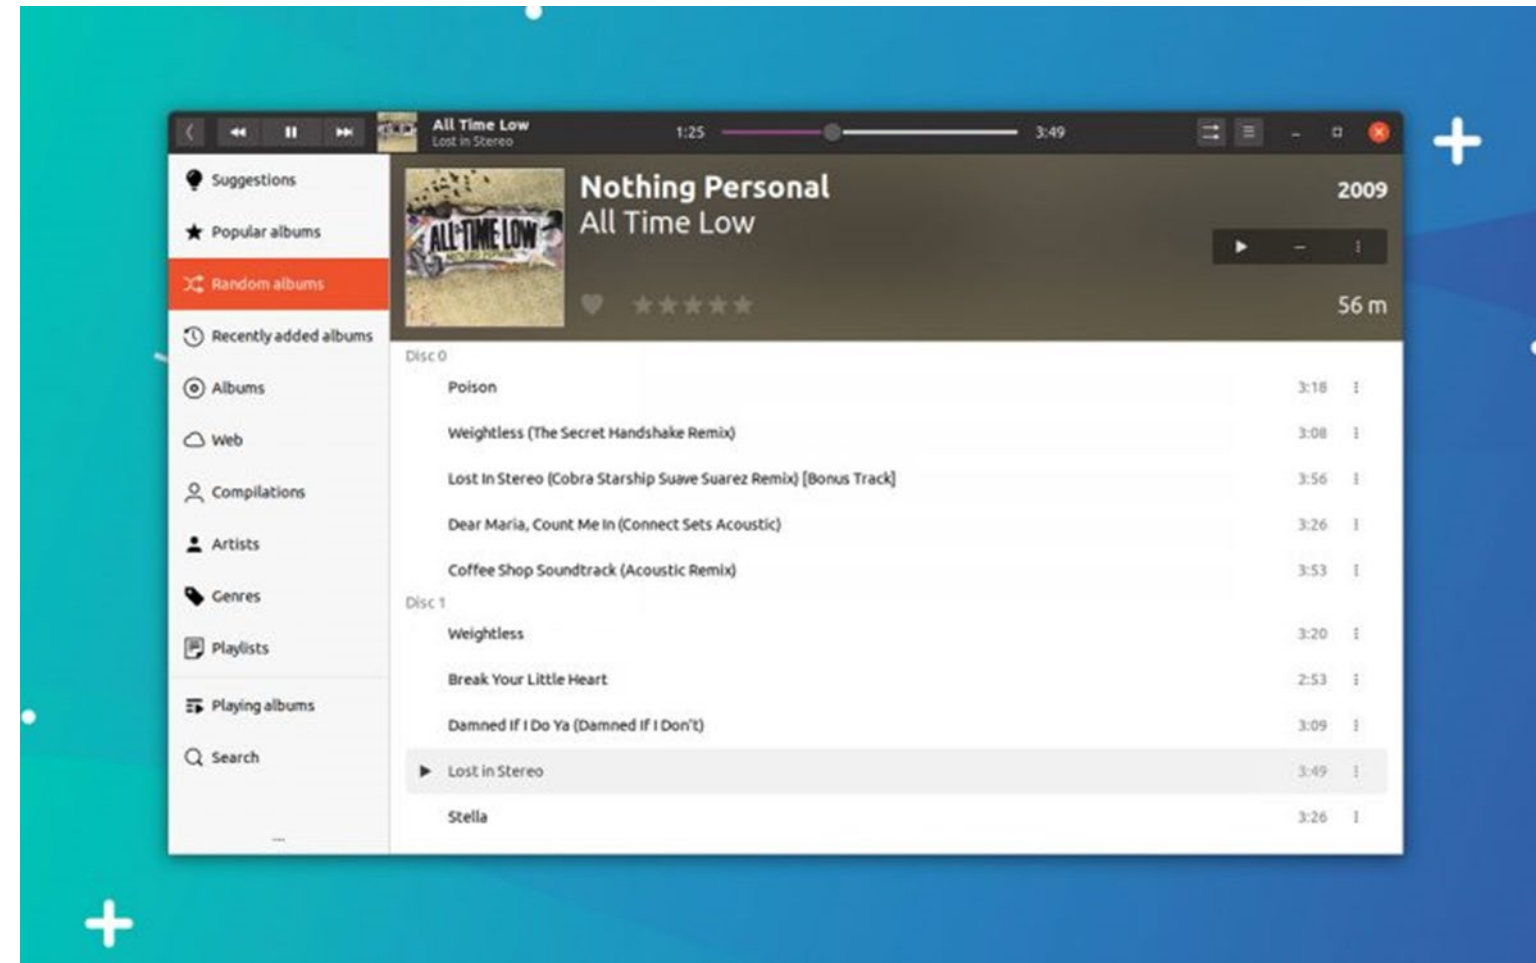 All Time Low
Lost in Stereo
1:25
3:49
Suggestions
Popular albums
Random albums
Recently added albums
Albums
Web
Compilations
Artists
Genres
Playlists
Playing albums
Search
...
ALL TIME LOW
Nothing Personal
All Time Low
2009
56 m
Disc 0
Poison 3:18
Weightless (The Secret Handshake Remix) 3:08
Lost In Stereo (Cobra Starship Suave Suarez Remix) [Bonus Track] 3:56
Dear Maria, Count Me In (Connect Sets Acoustic) 3:26
Coffee Shop Soundtrack (Acoustic Remix) 3:53
Disc 1
Weightless 3:20
Break Your Little Heart 2:53
Damned If I Do Ya (Damned If I Don't) 3:09
Lost in Stereo 3:49
Stella 3:26